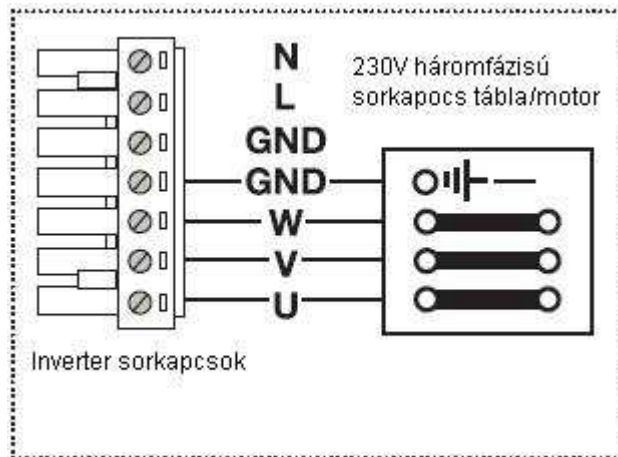 N
L
GND
GND
W
V
U
230V háromfázisú
sorkapocs tábla/motor
Inverter sorkapcsok